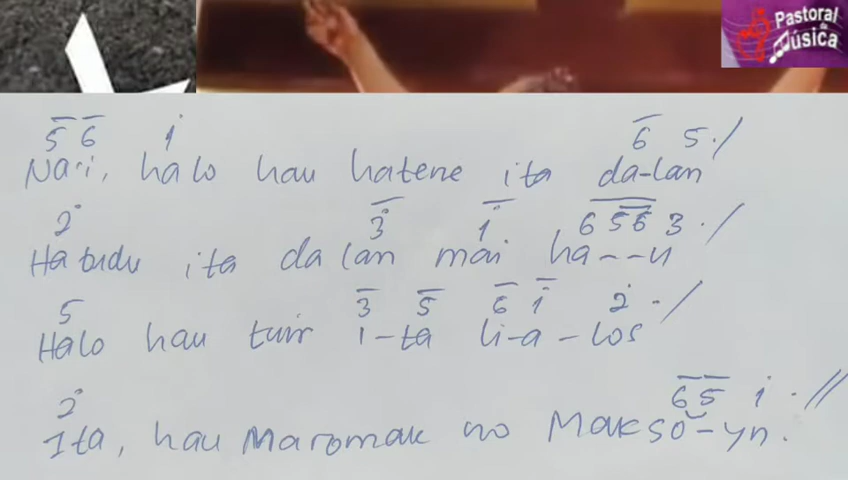 Pastoral
da
Música
5 6 1 6 5 . /
Na'i, halo hau hatene ita da-lan
2 3 1 6 5 6 3 . /
Hatudu ita dalan mai ha--u
5 3 5 6 1 2 . /
Halo hau tuir I-ta li-a-los
2 6 5 1 . //
Ita, hau Maromak no Makso-yn.